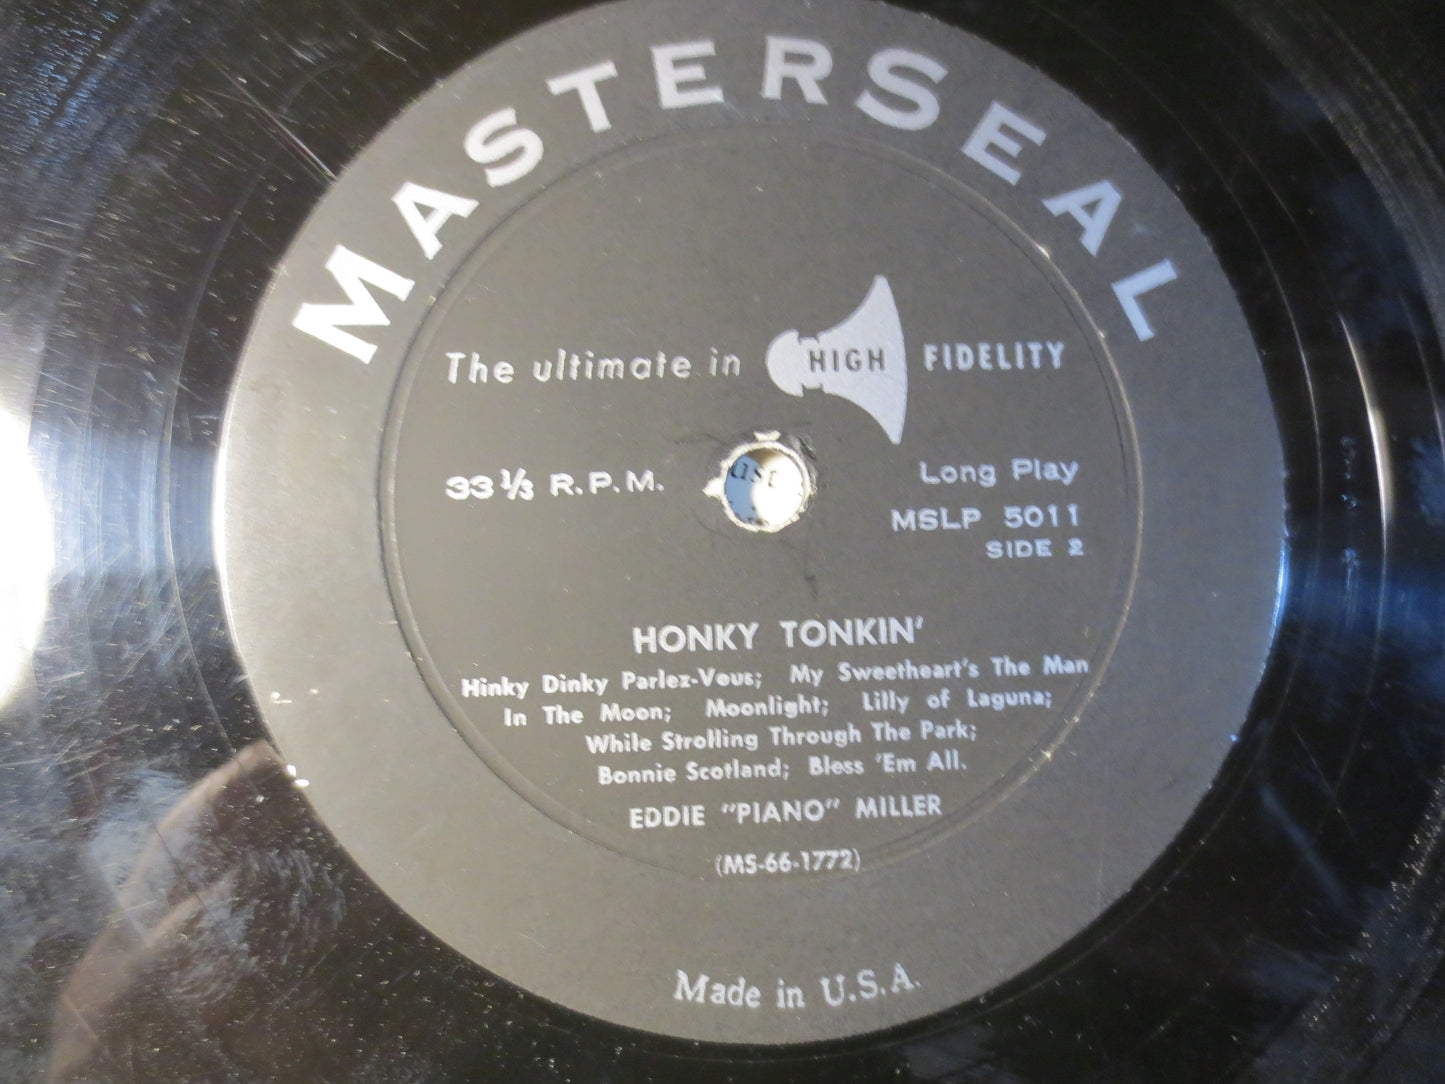 MASTERSEAL
The ultimate in HIGH FIDELITY
33 1/3 R.P.M.
Long Play
MSLP 5011
SIDE 2
HONKY TONKIN'
Hinky Dinky Parlez-Vous; My Sweetheart's The Man
In The Moon; Moonlight; Lilly of Laguna;
While Strolling Through The Park;
Bonnie Scotland; Bless 'Em All.
EDDIE "PIANO" MILLER
(MS-66-1772)
Made in U.S.A.